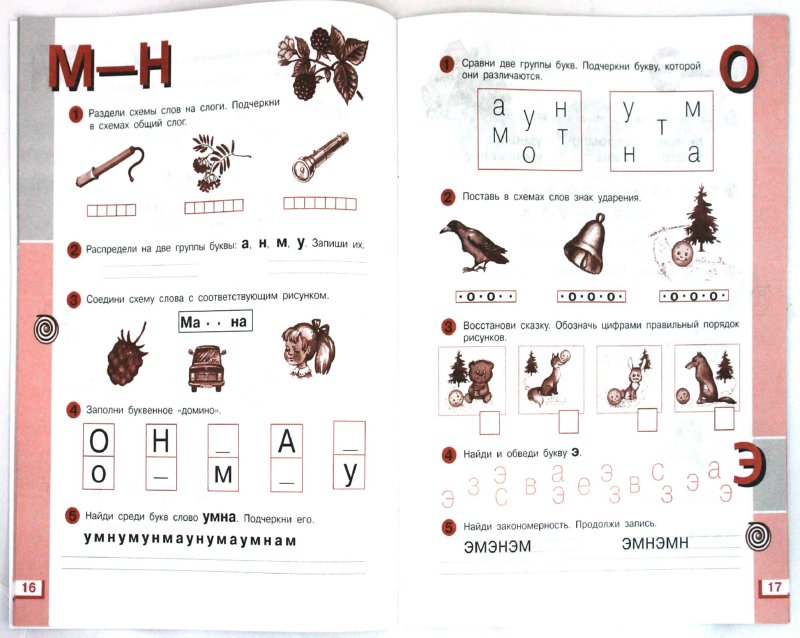 М—Н
1 Раздели схемы слов на слоги. Подчеркни
в схемах общий слог.
2 Распредели на две группы буквы: а, н, м, у. Запиши их.
3 Соедини схему слова с соответствующим рисунком.
Ма · · на
4 Заполни буквенное «домино».
О Н _ А _
о _ м _ у
5 Найди среди букв слово умна. Подчеркни его.
умнумунмаунумаумнам
16
О
1 Сравни две группы букв. Подчеркни букву, которой
они различаются.
а у н
м о т
у т м
н а
2 Поставь в схемах слов знак ударения.
· о · о · ·
· о · о · о ·
· о · о · о ·
3 Восстанови сказку. Обозначь цифрами правильный порядок
рисунков.
Э
4 Найди и обведи букву э.
э з э С в а е э з в в С з э а э
5 Найди закономерность. Продолжи запись.
эмэнэм
эмнэмн
17